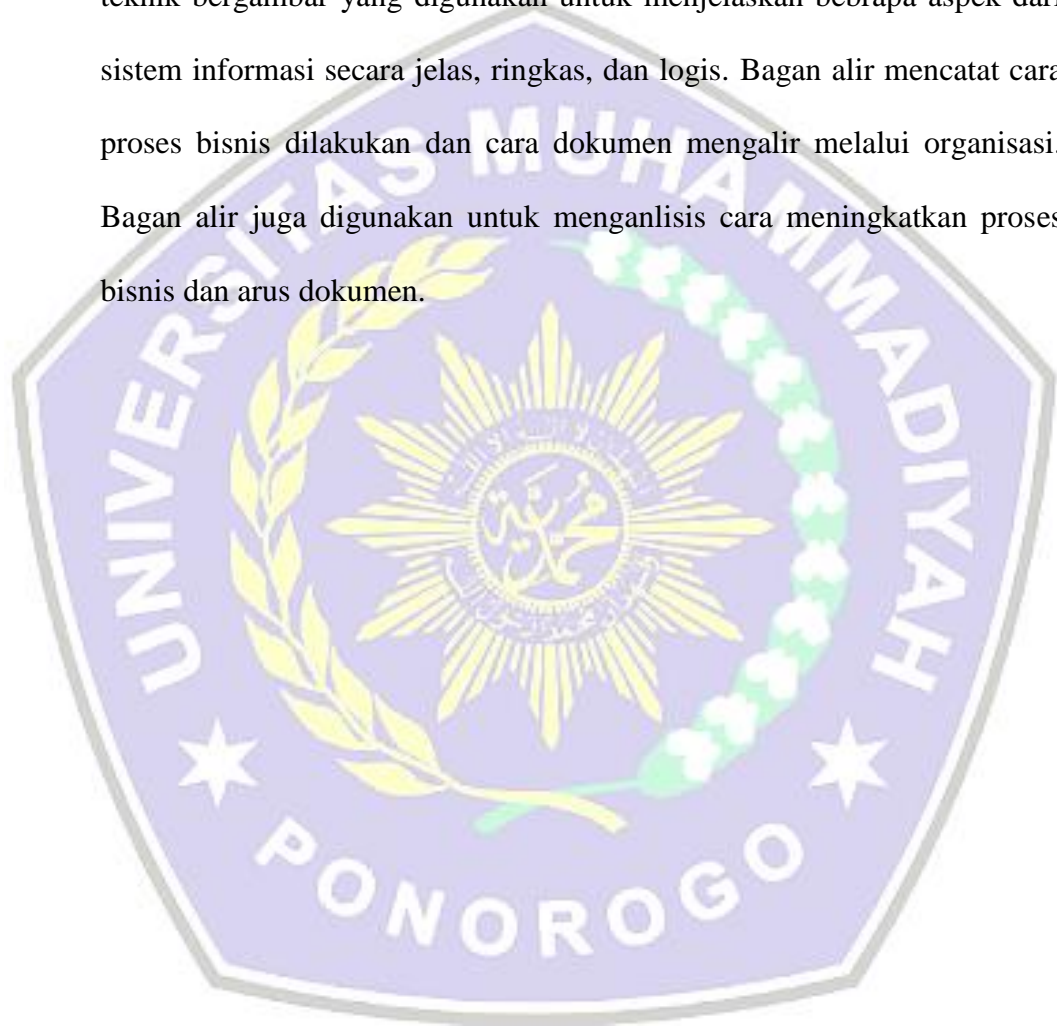 teknik bergambar yang digunakan untuk menjelaskan bebrapa aspek dari
sistem informasi secara jelas, ringkas, dan logis. Bagan alir mencatat cara
proses bisnis dilakukan dan cara dokumen mengalir melalui organisasi.
Bagan alir juga digunakan untuk menganlisis cara meningkatkan proses
bisnis dan arus dokumen.
UNIVERSITAS MUHAMMADIYAH
PONOROGO
محمدية